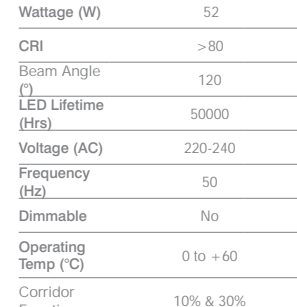 Wattage (W) 52
CRI >80
Beam Angle
(°) 120
LED Lifetime
(Hrs) 50000
Voltage (AC) 220-240
Frequency
(Hz) 50
Dimmable No
Operating
Temp (°C) 0 to +60
Corridor
10% & 30%